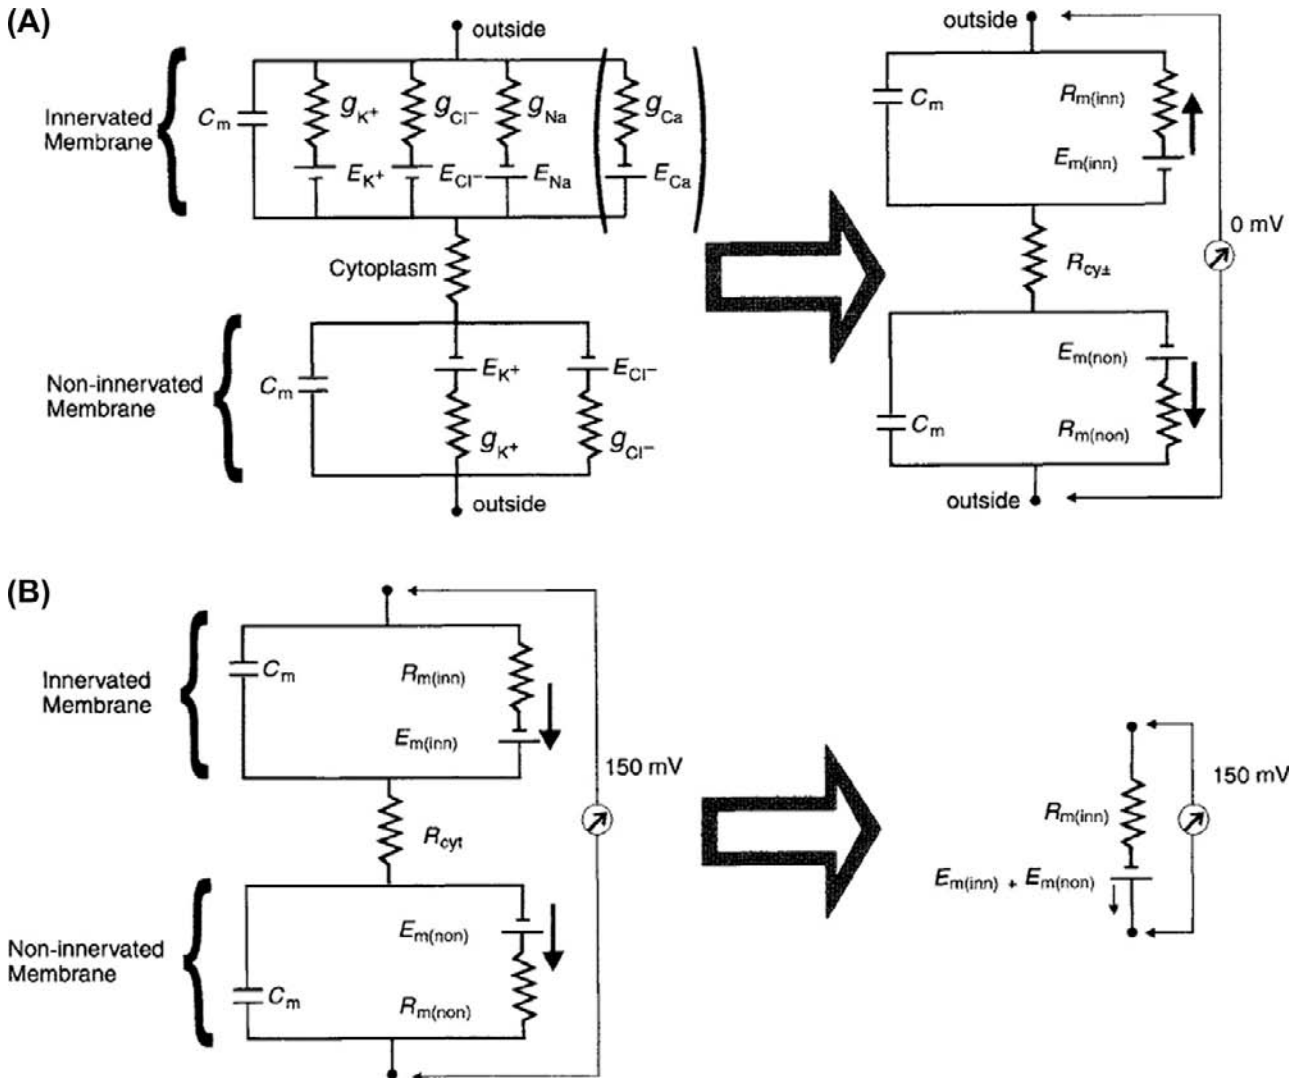 (A)
outside
Innervated
Membrane
Cm
gK+
gCl−
gNa
gCa
EK+
ECl−
ENa
ECa
Cytoplasm
Non-innervated
Membrane
Cm
EK+
ECl−
gK+
gCl−
outside
outside
Cm
Rm(inn)
Em(inn)
0 mV
Rcy±
Em(non)
Cm
Rm(non)
outside
(B)
Innervated
Membrane
Cm
Rm(inn)
Em(inn)
150 mV
Rcyt
Non-innervated
Membrane
Em(non)
Cm
Rm(non)
150 mV
Rm(inn)
Em(inn) + Em(non)